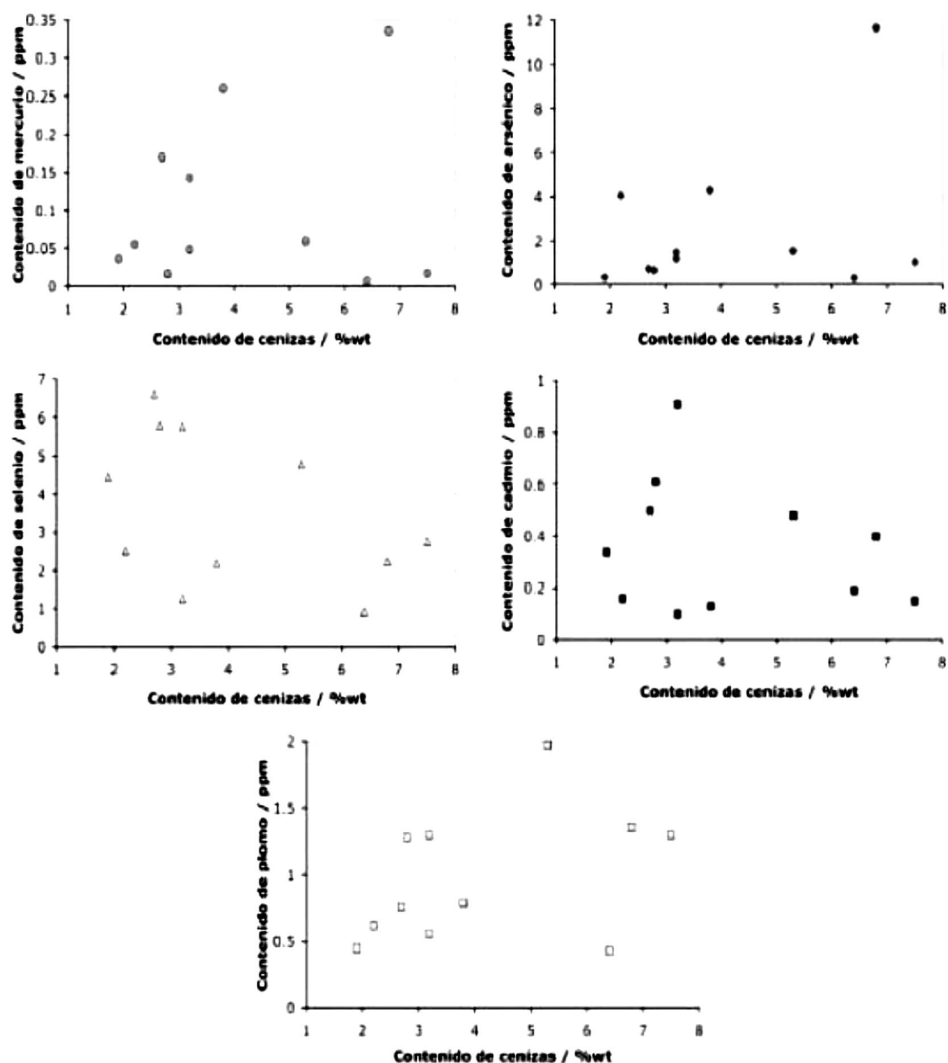 Contenido de mercurio / ppm
0.35
0.3
0.25
0.2
0.15
0.1
0.05
0
1 2 3 4 5 6 7 8
Contenido de cenizas / %wt
Contenido de arsénico / ppm
12
10
8
6
4
2
0
1 2 3 4 5 6 7 8
Contenido de cenizas / %wt
Contenido de selenio / ppm
7
6
5
4
3
2
1
0
1 2 3 4 5 6 7 8
Contenido de cenizas / %wt
Contenido de cadmio / ppm
1
0.8
0.6
0.4
0.2
0
1 2 3 4 5 6 7 8
Contenido de cenizas / %wt
Contenido de plomo / ppm
2
1.5
1
0.5
0
1 2 3 4 5 6 7 8
Contenido de cenizas / %wt